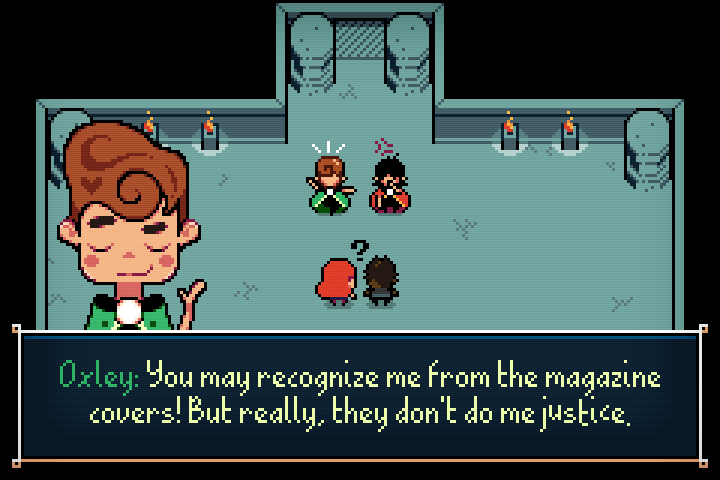 Oxley: You may recognize me from the magazine
covers! But really, they don't do me justice.
?